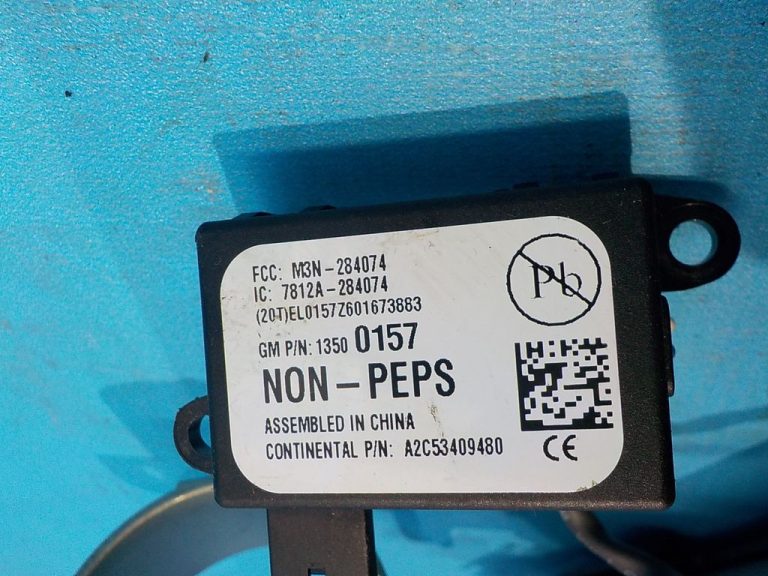 FCC: M3N-284074
IC: 7812A-284074
(20T)EL0157Z601673883
GM P/N: 1350 0157
NON-PEPS
ASSEMBLED IN CHINA
CONTINENTAL P/N: A2C53409480
Pb
CE